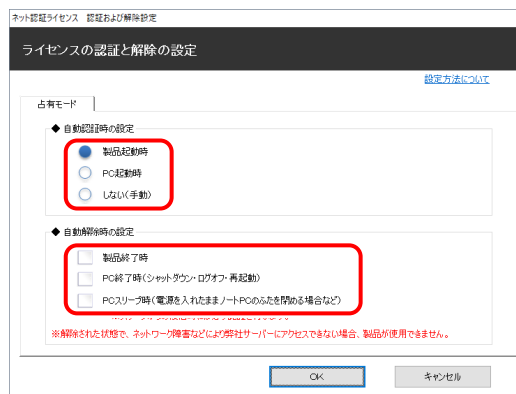 ネット認証ライセンス 認証および解除設定
ライセンスの認証と解除の設定
設定方法について
占有モード
◆ 自動認証時の設定
製品起動時
PC起動時
しない(手動)
◆ 自動解除時の設定
製品終了時
PC終了時(シャットダウン・ログオフ・再起動)
PCスリープ時(電源を入れたままノートPCのふたを閉める場合など)
※解除された状態で、ネットワーク障害などにより弊社サーバーにアクセスできない場合、製品が使用できません。
OK
キャンセル